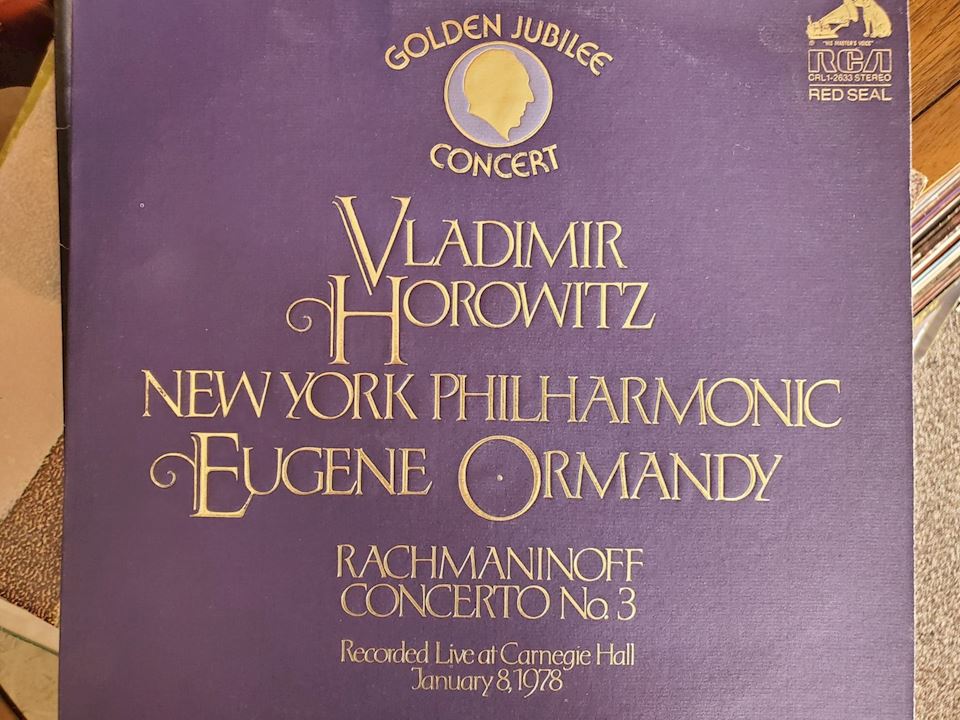 GOLDEN JUBILEE
CONCERT
"HIS MASTER'S VOICE"
RCA
CRL1-2633 STEREO
RED SEAL
VLADIMIR
HOROWITZ
NEW YORK PHILHARMONIC
EUGENE ORMANDY
RACHMANINOFF
CONCERTO No. 3
Recorded Live at Carnegie Hall
January 8, 1978